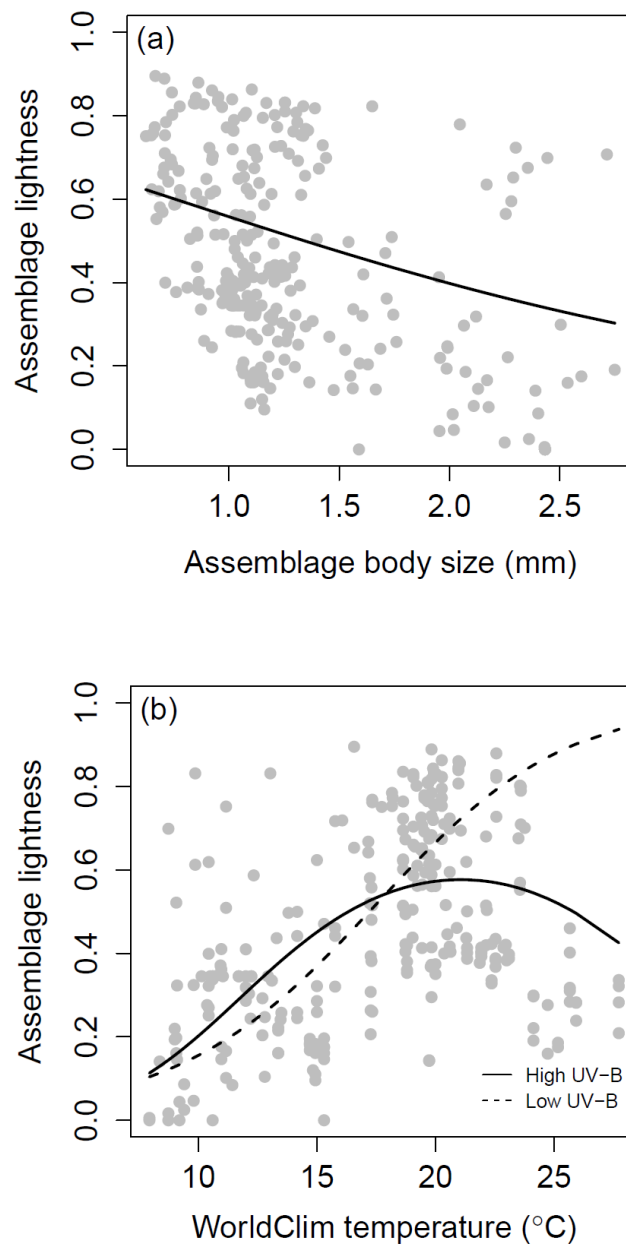 (a)
Assemblage lightness
1.0
0.8
0.6
0.4
0.2
0.0
1.0 1.5 2.0 2.5
Assemblage body size (mm)
(b)
Assemblage lightness
1.0
0.8
0.6
0.4
0.2
0.0
High UV−B
Low UV−B
10 15 20 25
WorldClim temperature (°C)